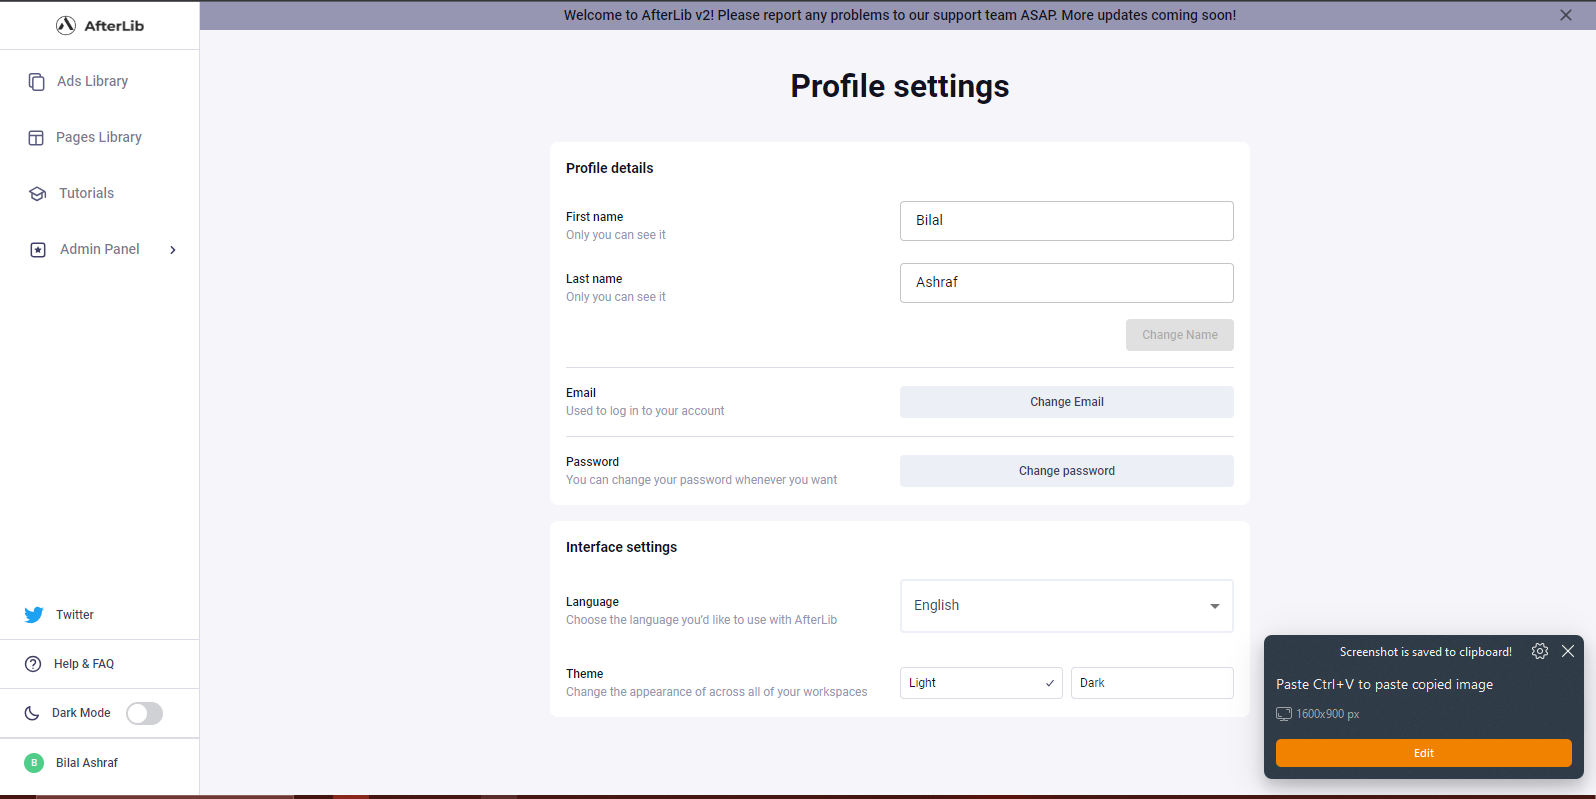 AfterLib
Welcome to AfterLib v2! Please report any problems to our support team ASAP. More updates coming soon!
Ads Library
Pages Library
Tutorials
Admin Panel
Twitter
Help & FAQ
Dark Mode
B
Bilal Ashraf
Profile settings
Profile details
First name
Only you can see it
Bilal
Last name
Only you can see it
Ashraf
Change Name
Email
Used to log in to your account
Change Email
Password
You can change your password whenever you want
Change password
Interface settings
Language
Choose the language you'd like to use with AfterLib
English
Theme
Change the appearance of across all of your workspaces
Light
Dark
Screenshot is saved to clipboard!
Paste Ctrl+V to paste copied image
1600x900 px
Edit